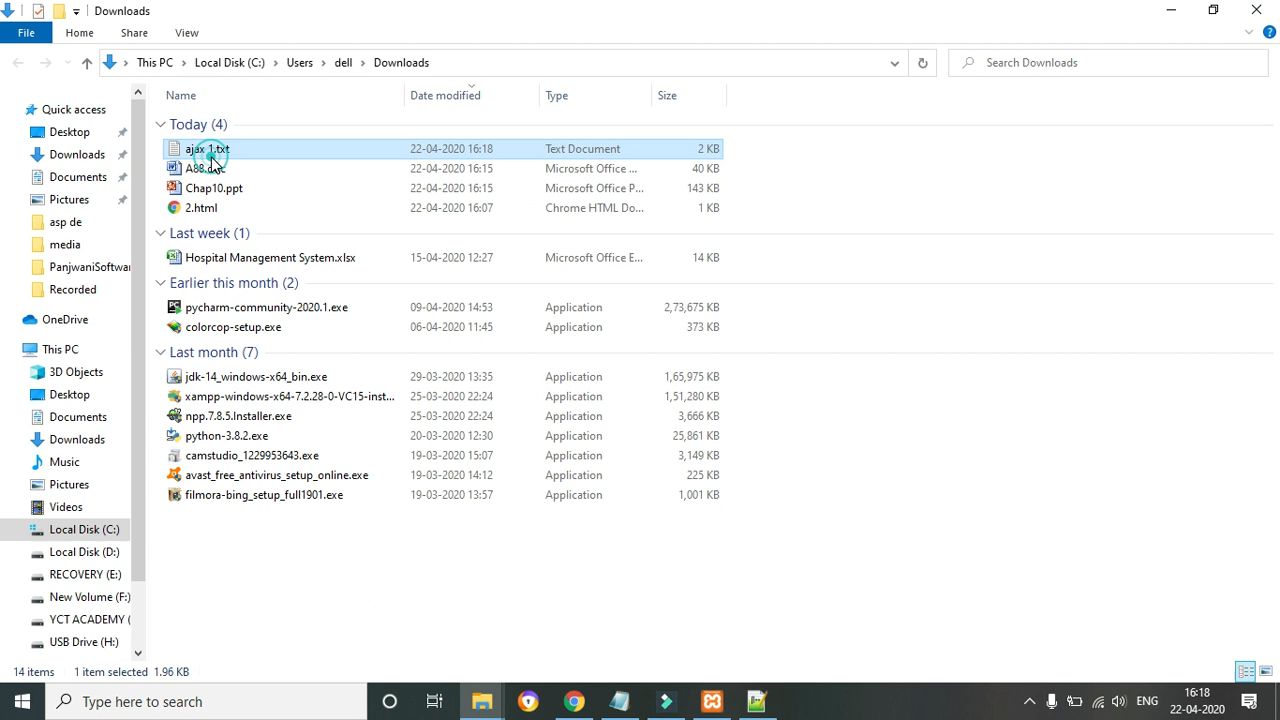 Downloads
File Home Share View
This PC > Local Disk (C:) > Users > dell > Downloads
Search Downloads
Quick access
Desktop
Downloads
Documents
Pictures
asp de
media
PanjwaniSoftwar
Recorded
OneDrive
This PC
3D Objects
Desktop
Documents
Downloads
Music
Pictures
Videos
Local Disk (C:)
Local Disk (D:)
RECOVERY (E:)
New Volume (F:)
YCT ACADEMY (
USB Drive (H:)
Name Date modified Type Size
Today (4)
ajax 1.txt 22-04-2020 16:18 Text Document 2 KB
22-04-2020 16:15 Microsoft Office ... 40 KB
Chap10.ppt 22-04-2020 16:15 Microsoft Office P... 143 KB
2.html 22-04-2020 16:07 Chrome HTML Do... 1 KB
Last week (1)
Hospital Management System.xlsx 15-04-2020 12:27 Microsoft Office E... 14 KB
Earlier this month (2)
pycharm-community-2020.1.exe 09-04-2020 14:53 Application 2,73,675 KB
colorcop-setup.exe 06-04-2020 11:45 Application 373 KB
Last month (7)
jdk-14_windows-x64_bin.exe 29-03-2020 13:35 Application 1,65,975 KB
xampp-windows-x64-7.2.28-0-VC15-inst... 25-03-2020 22:24 Application 1,51,280 KB
npp.7.8.5.Installer.exe 25-03-2020 22:24 Application 3,666 KB
python-3.8.2.exe 20-03-2020 12:30 Application 25,861 KB
camstudio_1229953643.exe 19-03-2020 15:07 Application 3,149 KB
avast_free_antivirus_setup_online.exe 19-03-2020 14:12 Application 225 KB
filmora-bing_setup_full1901.exe 19-03-2020 13:57 Application 1,001 KB
14 items 1 item selected 1.96 KB
Type here to search
ENG
16:18
22-04-2020